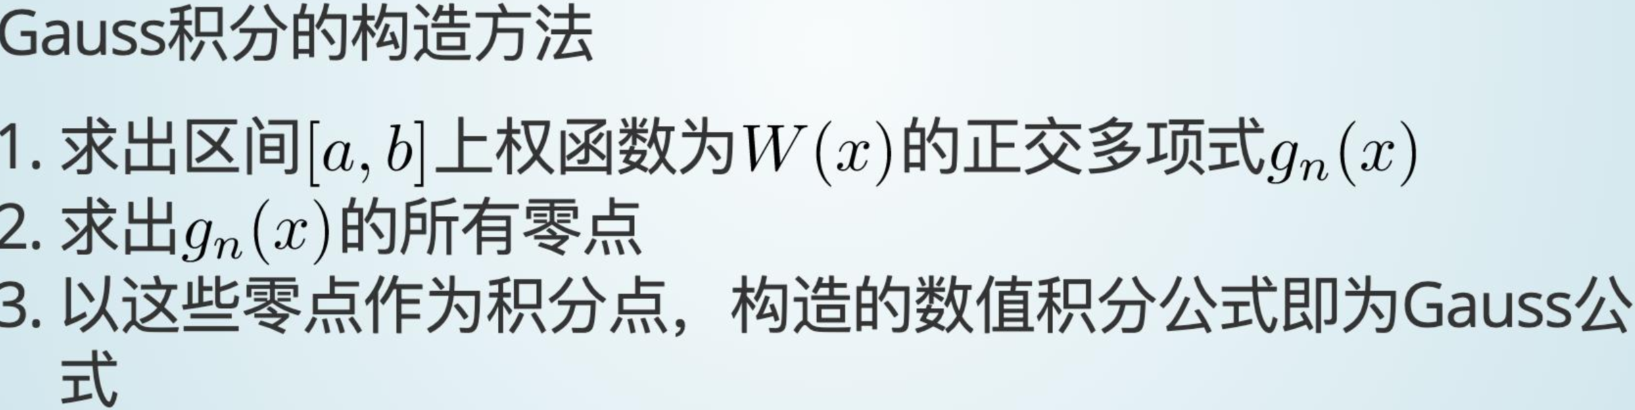 Gauss积分的构造方法
1. 求出区间[a, b]上权函数为W(x)的正交多项式gₙ(x)
2. 求出gₙ(x)的所有零点
3. 以这些零点作为积分点，构造的数值积分公式即为Gauss公
式